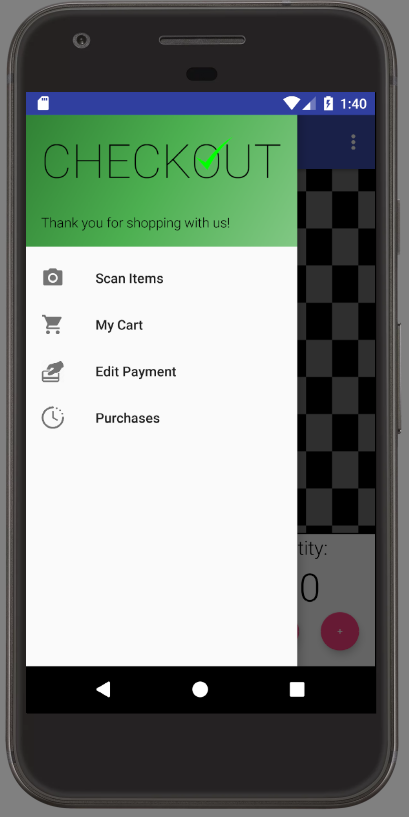 1:40
CHECKOUT
Thank you for shopping with us!
Scan Items
My Cart
Edit Payment
Purchases
tity:
0
+